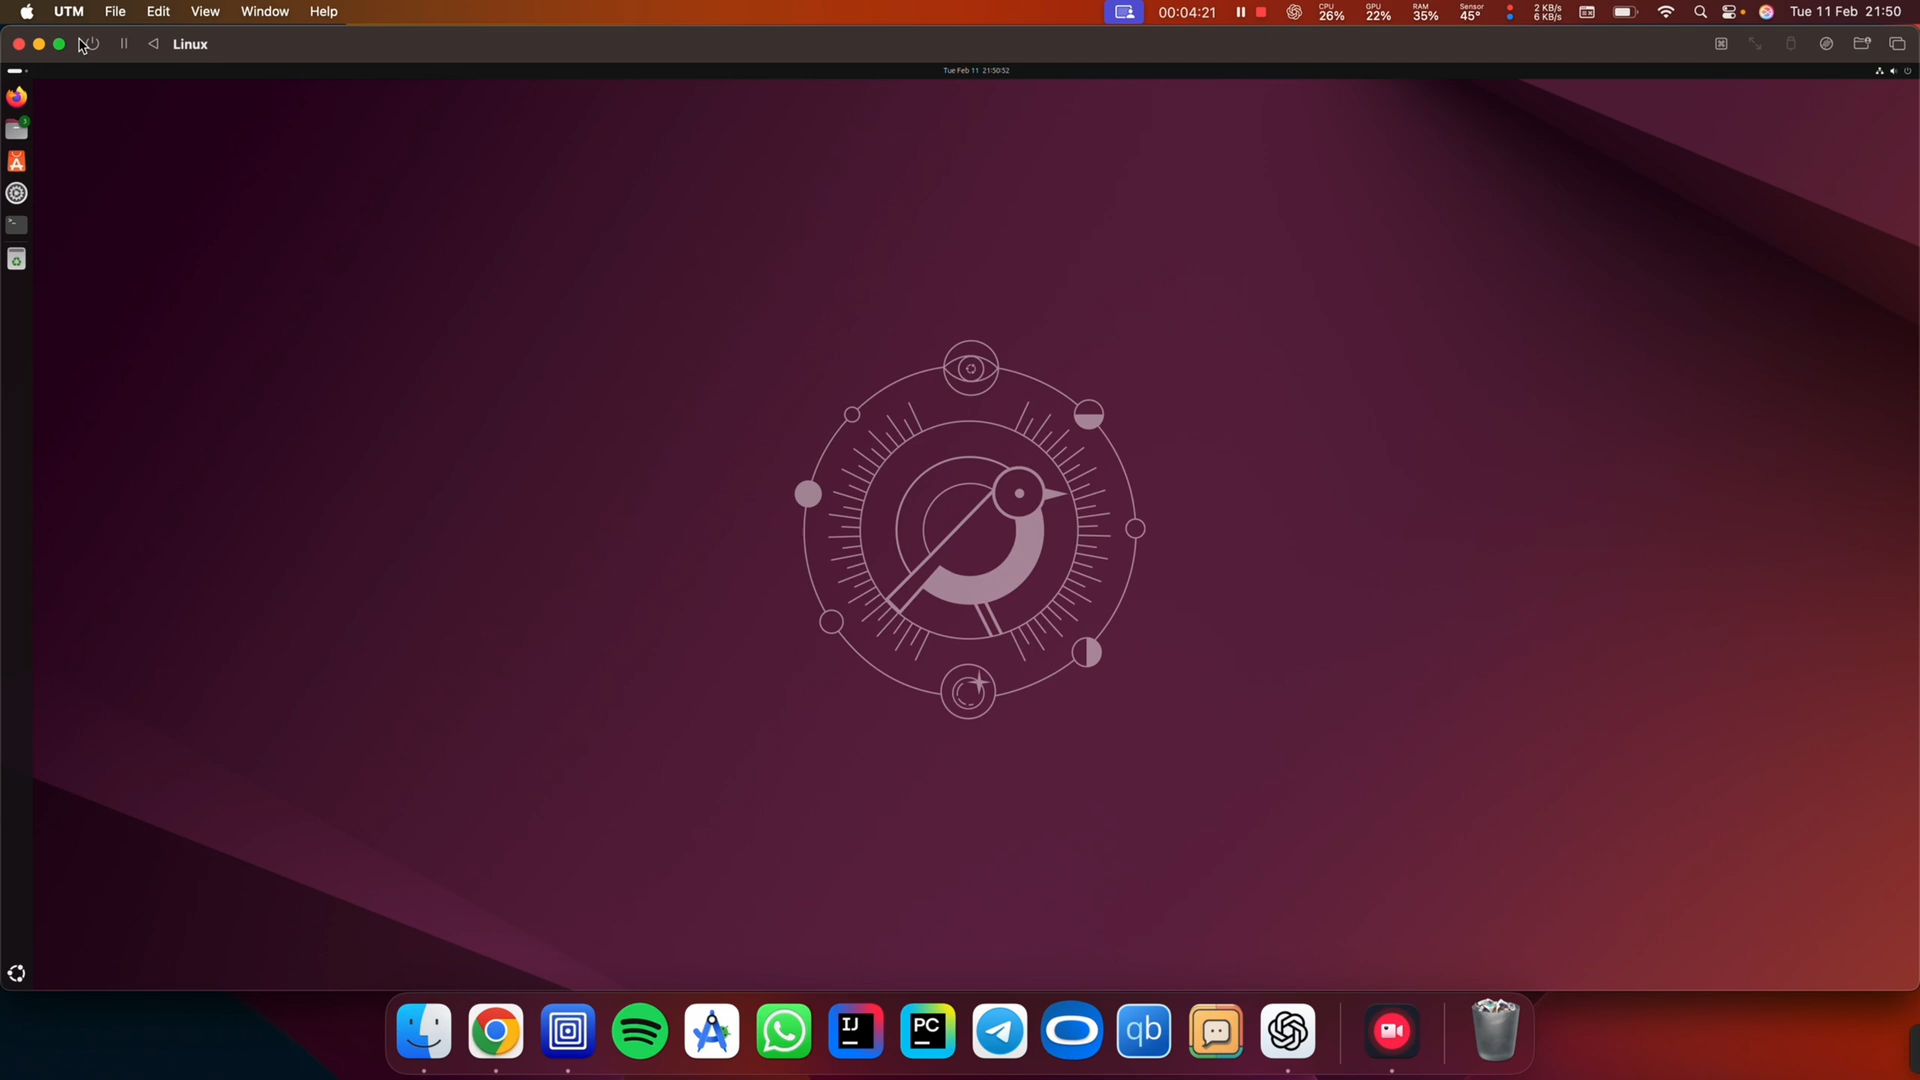 UTM File Edit View Window Help 00:04:21 CPU 26% GPU 22% RAM 35% Sensor 45° 2 KB/s 6 KB/s Tue 11 Feb 21:50
Linux
Tue Feb 11 21:50:52
IJ PC qb